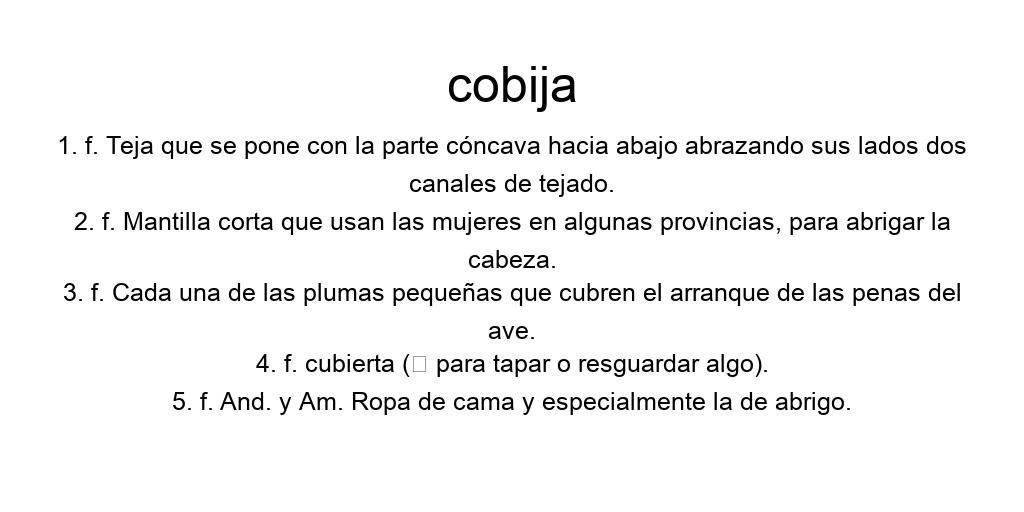 cobija
1. f. Teja que se pone con la parte cóncava hacia abajo abrazando sus lados dos
canales de tejado.
2. f. Mantilla corta que usan las mujeres en algunas provincias, para abrigar la
cabeza.
3. f. Cada una de las plumas pequeñas que cubren el arranque de las penas del
ave.
4. f. cubierta (□ para tapar o resguardar algo).
5. f. And. y Am. Ropa de cama y especialmente la de abrigo.